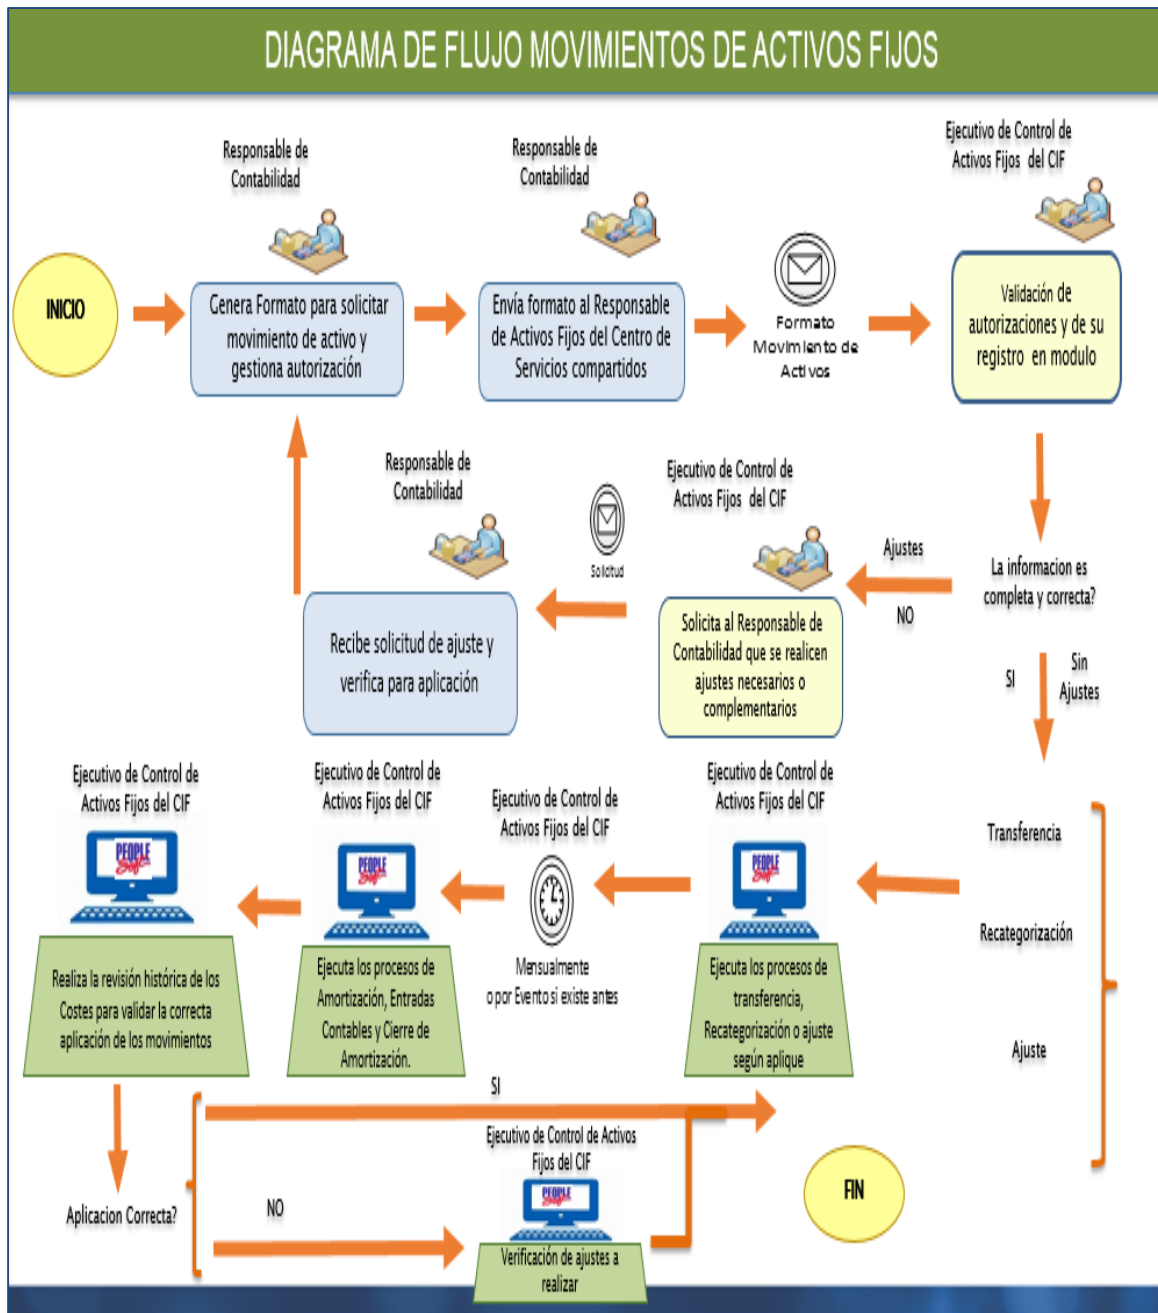 DIAGRAMA DE FLUJO MOVIMIENTOS DE ACTIVOS FIJOS
Responsable de
Contabilidad
Responsable de
Contabilidad
Ejecutivo de Control de
Activos Fijos del CIF
INICIO
Genera Formato para solicitar
movimiento de activo y
gestiona autorización
Envía formato al Responsable
de Activos Fijos del Centro de
Servicios compartidos
Formato
Movimiento de
Activos
Validación de
autorizaciones y de su
registro en modulo
Responsable de
Contabilidad
Solicitud
Ejecutivo de Control de
Activos Fijos del CIF
Ajustes
NO
La informacion es
completa y correcta?
Recibe solicitud de ajuste y
verifica para aplicación
Solicita al Responsable de
Contabilidad que se realicen
ajustes necesarios o
complementarios
SI
Sin
Ajustes
Ejecutivo de Control de
Activos Fijos del CIF
PEOPLE
Soft
Ejecutivo de Control de
Activos Fijos del CIF
PEOPLE
Soft
Ejecutivo de Control de
Activos Fijos del CIF
Mensualmente
o por Evento si existe antes
Ejecutivo de Control de
Activos Fijos del CIF
PEOPLE
Soft
Transferencia
Recategorización
Ajuste
Realiza la revisión histórica de los
Costes para validar la correcta
aplicación de los movimientos
Ejecuta los procesos de
Amortización, Entradas
Contables y Cierre de
Amortización.
Ejecuta los procesos de
transferencia,
Recategorización o ajuste
según aplique
SI
Aplicacion Correcta?
NO
Ejecutivo de Control de Activos
Fijos del CIF
PEOPLE
Soft
Verificación de ajustes a
realizar
FIN